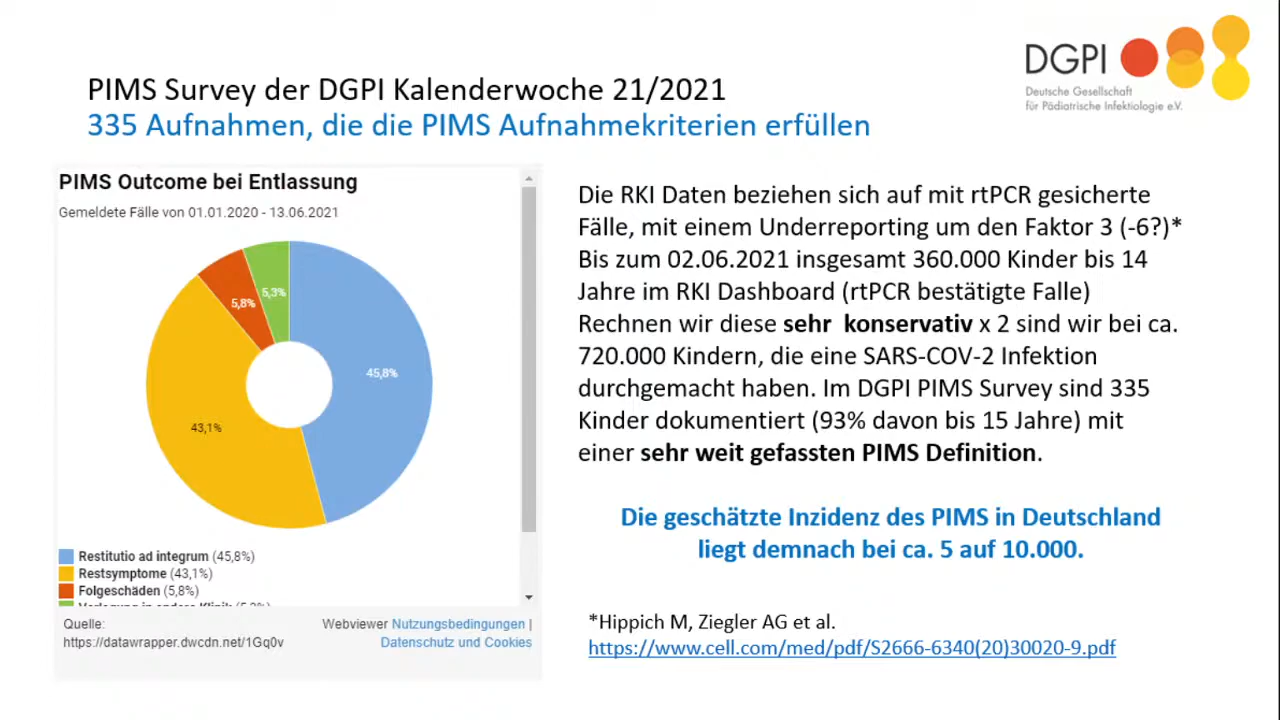 DGPI
Deutsche Gesellschaft
für Pädiatrische Infektiologie e.V.
PIMS Survey der DGPI Kalenderwoche 21/2021
335 Aufnahmen, die die PIMS Aufnahmekriterien erfüllen
PIMS Outcome bei Entlassung
Gemeldete Fälle von 01.01.2020 - 13.06.2021
5,3%
5,8%
45,8%
43,1%
Restitutio ad integrum (45,8%)
Restsymptome (43,1%)
Folgeschäden (5,8%)
Verlegung in andere Klinik (5,3%)
Quelle:
https://datawrapper.dwcdn.net/1Gq0v
Webviewer Nutzungsbedingungen |
Datenschutz und Cookies
Die RKI Daten beziehen sich auf mit rtPCR gesicherte
Fälle, mit einem Underreporting um den Faktor 3 (-6?)*
Bis zum 02.06.2021 insgesamt 360.000 Kinder bis 14
Jahre im RKI Dashboard (rtPCR bestätigte Falle)
Rechnen wir diese sehr konservativ x 2 sind wir bei ca.
720.000 Kindern, die eine SARS-COV-2 Infektion
durchgemacht haben. Im DGPI PIMS Survey sind 335
Kinder dokumentiert (93% davon bis 15 Jahre) mit
einer sehr weit gefassten PIMS Definition.
Die geschätzte Inzidenz des PIMS in Deutschland
liegt demnach bei ca. 5 auf 10.000.
*Hippich M, Ziegler AG et al.
https://www.cell.com/med/pdf/S2666-6340(20)30020-9.pdf